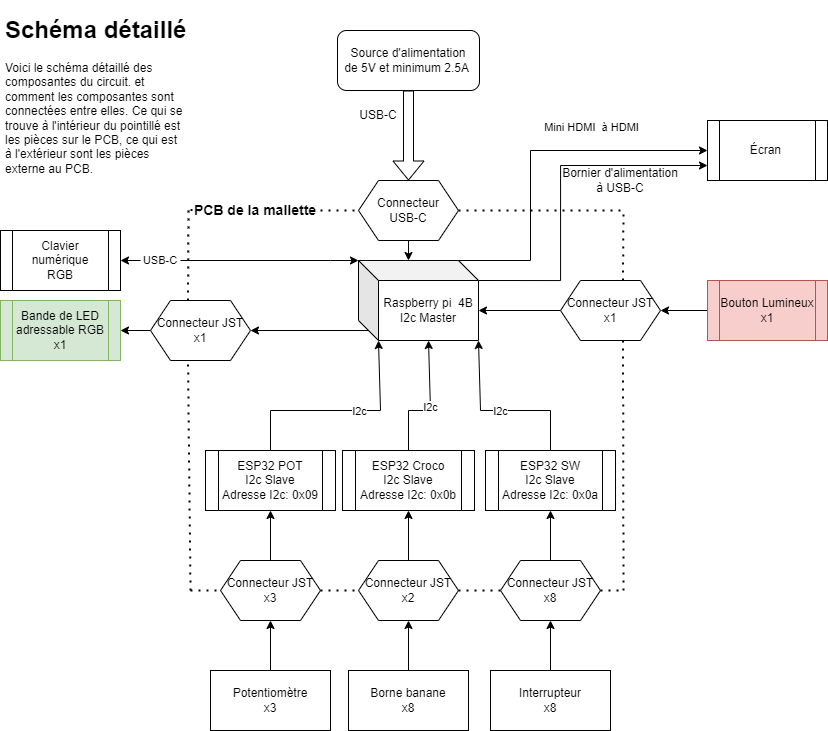 Schéma détaillé
Voici le schéma détaillé des
composantes du circuit. et
comment les composantes sont
connectées entre elles. Ce qui se
trouve à l'intérieur du pointillé est
les pièces sur le PCB, ce qui est
à l'extérieur sont les pièces
externe au PCB.
Source d'alimentation
de 5V et minimum 2.5A
USB-C
Mini HDMI à HDMI
Écran
Bornier d'alimentation
à USB-C
Connecteur
USB-C
PCB de la mallette
Clavier
numérique
RGB
USB-C
Raspberry pi 4B
I2c Master
Bande de LED
adressable RGB
x1
Connecteur JST
x1
Connecteur JST
x1
Bouton Lumineux
x1
I2c
I2c
I2c
ESP32 POT
I2c Slave
Adresse I2c: 0x09
ESP32 Croco
I2c Slave
Adresse I2c: 0x0b
ESP32 SW
I2c Slave
Adresse I2c: 0x0a
Connecteur JST
x3
Connecteur JST
x2
Connecteur JST
x8
Potentiomètre
x3
Borne banane
x8
Interrupteur
x8